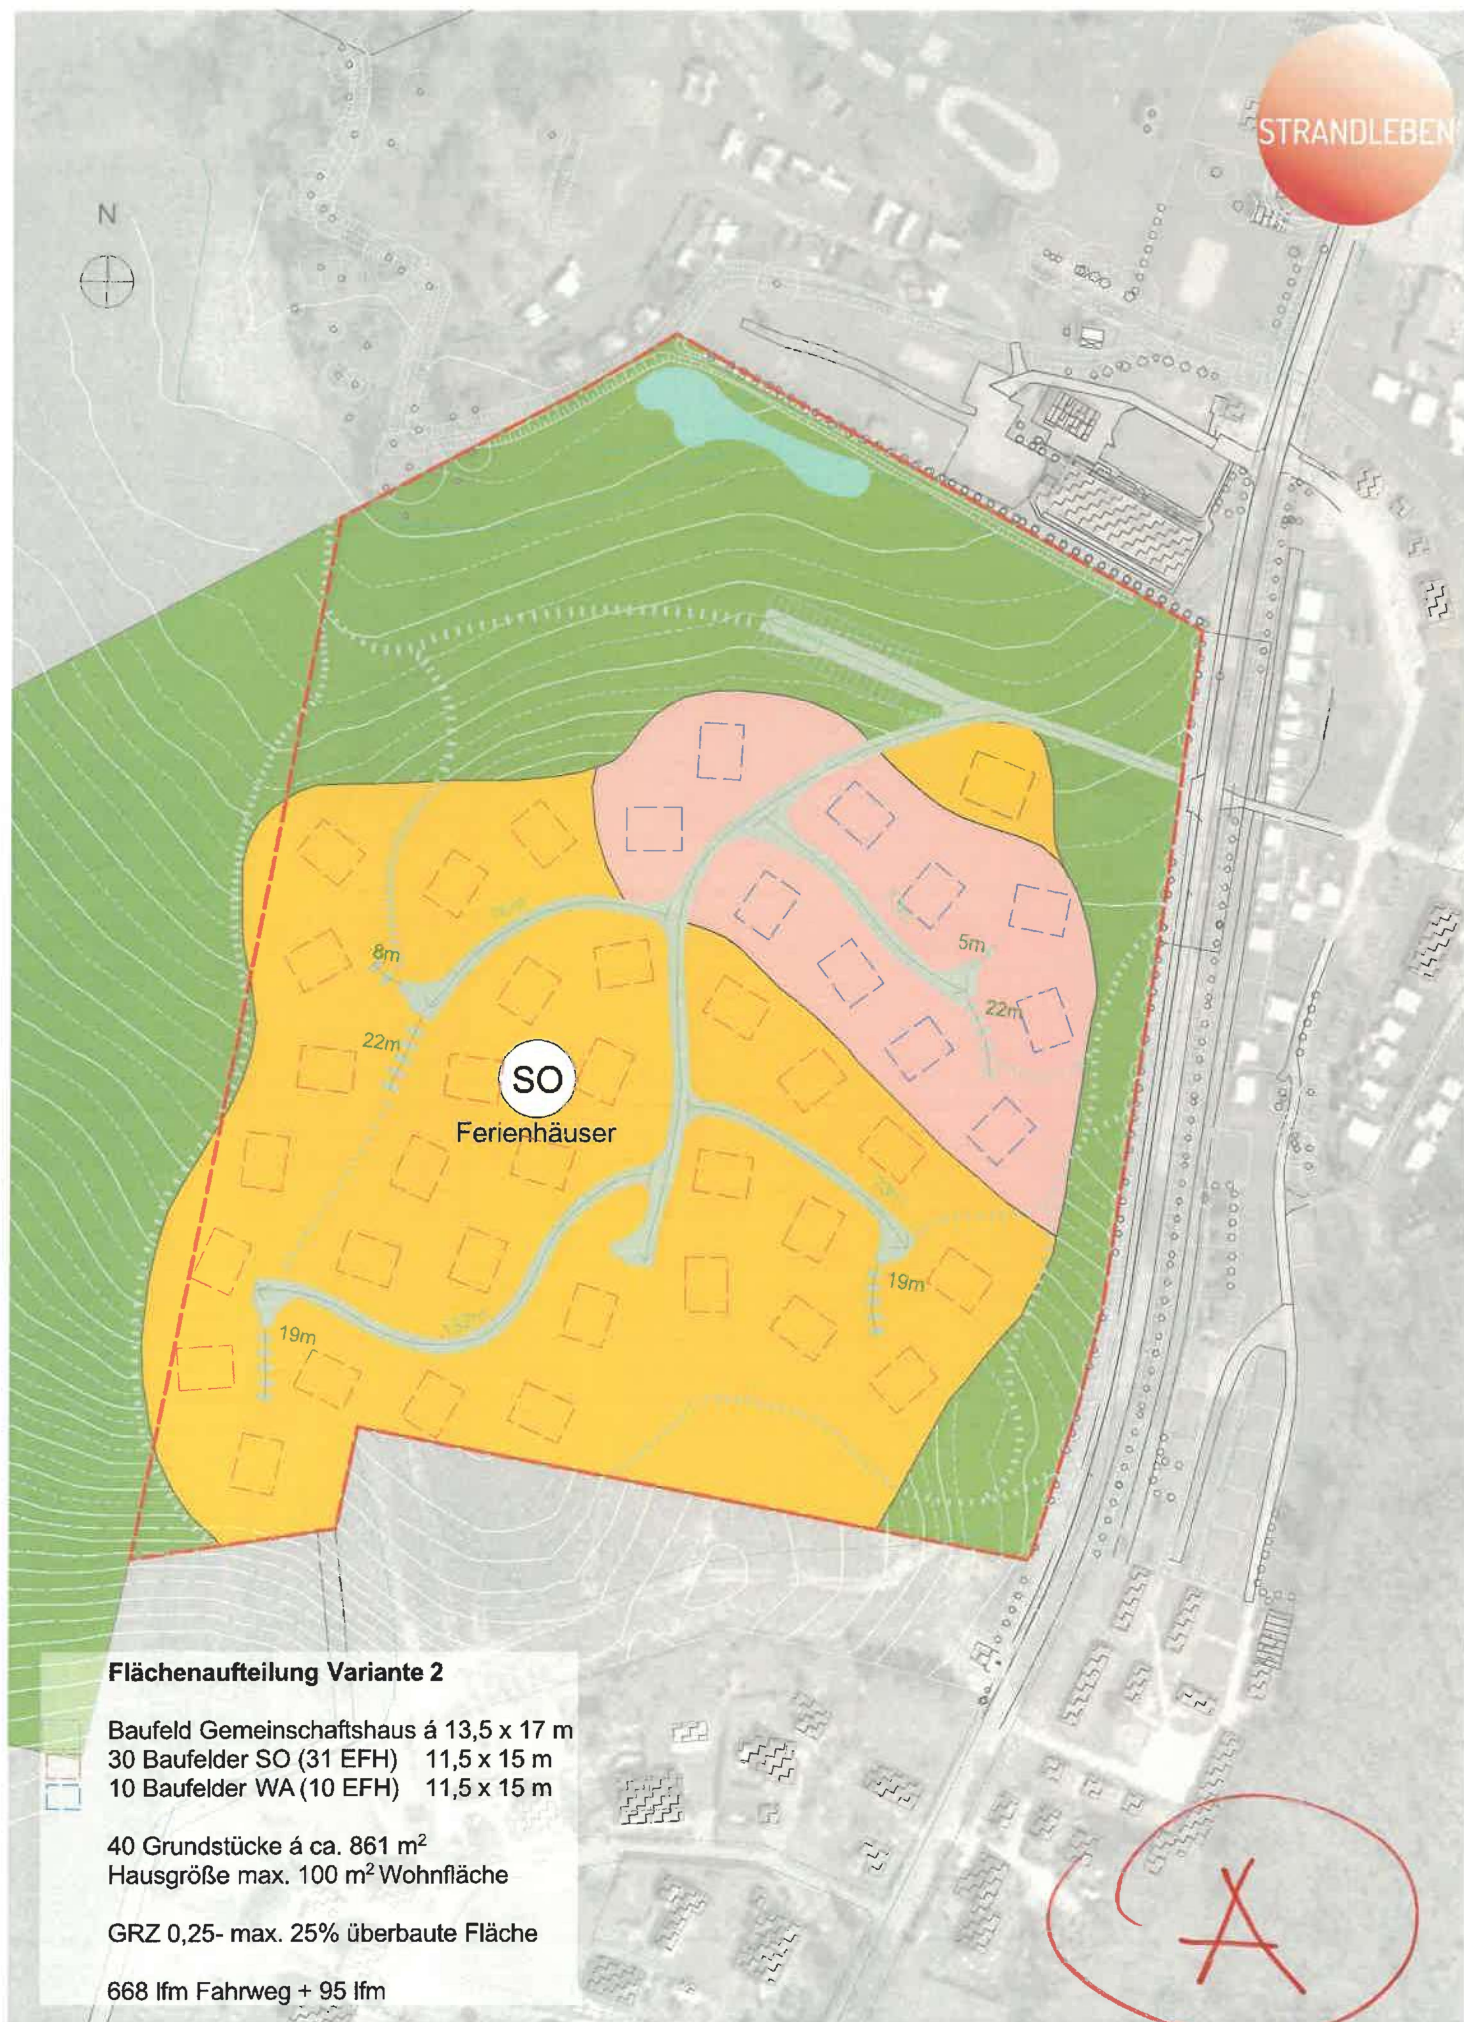 STRANDLEBEN
N
8m
5m
22m
22m
SO
Ferienhäuser
19m
19m
132m
Flächenaufteilung Variante 2
Baufeld Gemeinschaftshaus á 13,5 x 17 m
30 Baufelder SO (31 EFH) 11,5 x 15 m
10 Baufelder WA (10 EFH) 11,5 x 15 m
40 Grundstücke á ca. 861 m²
Hausgröße max. 100 m² Wohnfläche
GRZ 0,25- max. 25% überbaute Fläche
668 lfm Fahrweg + 95 lfm
A